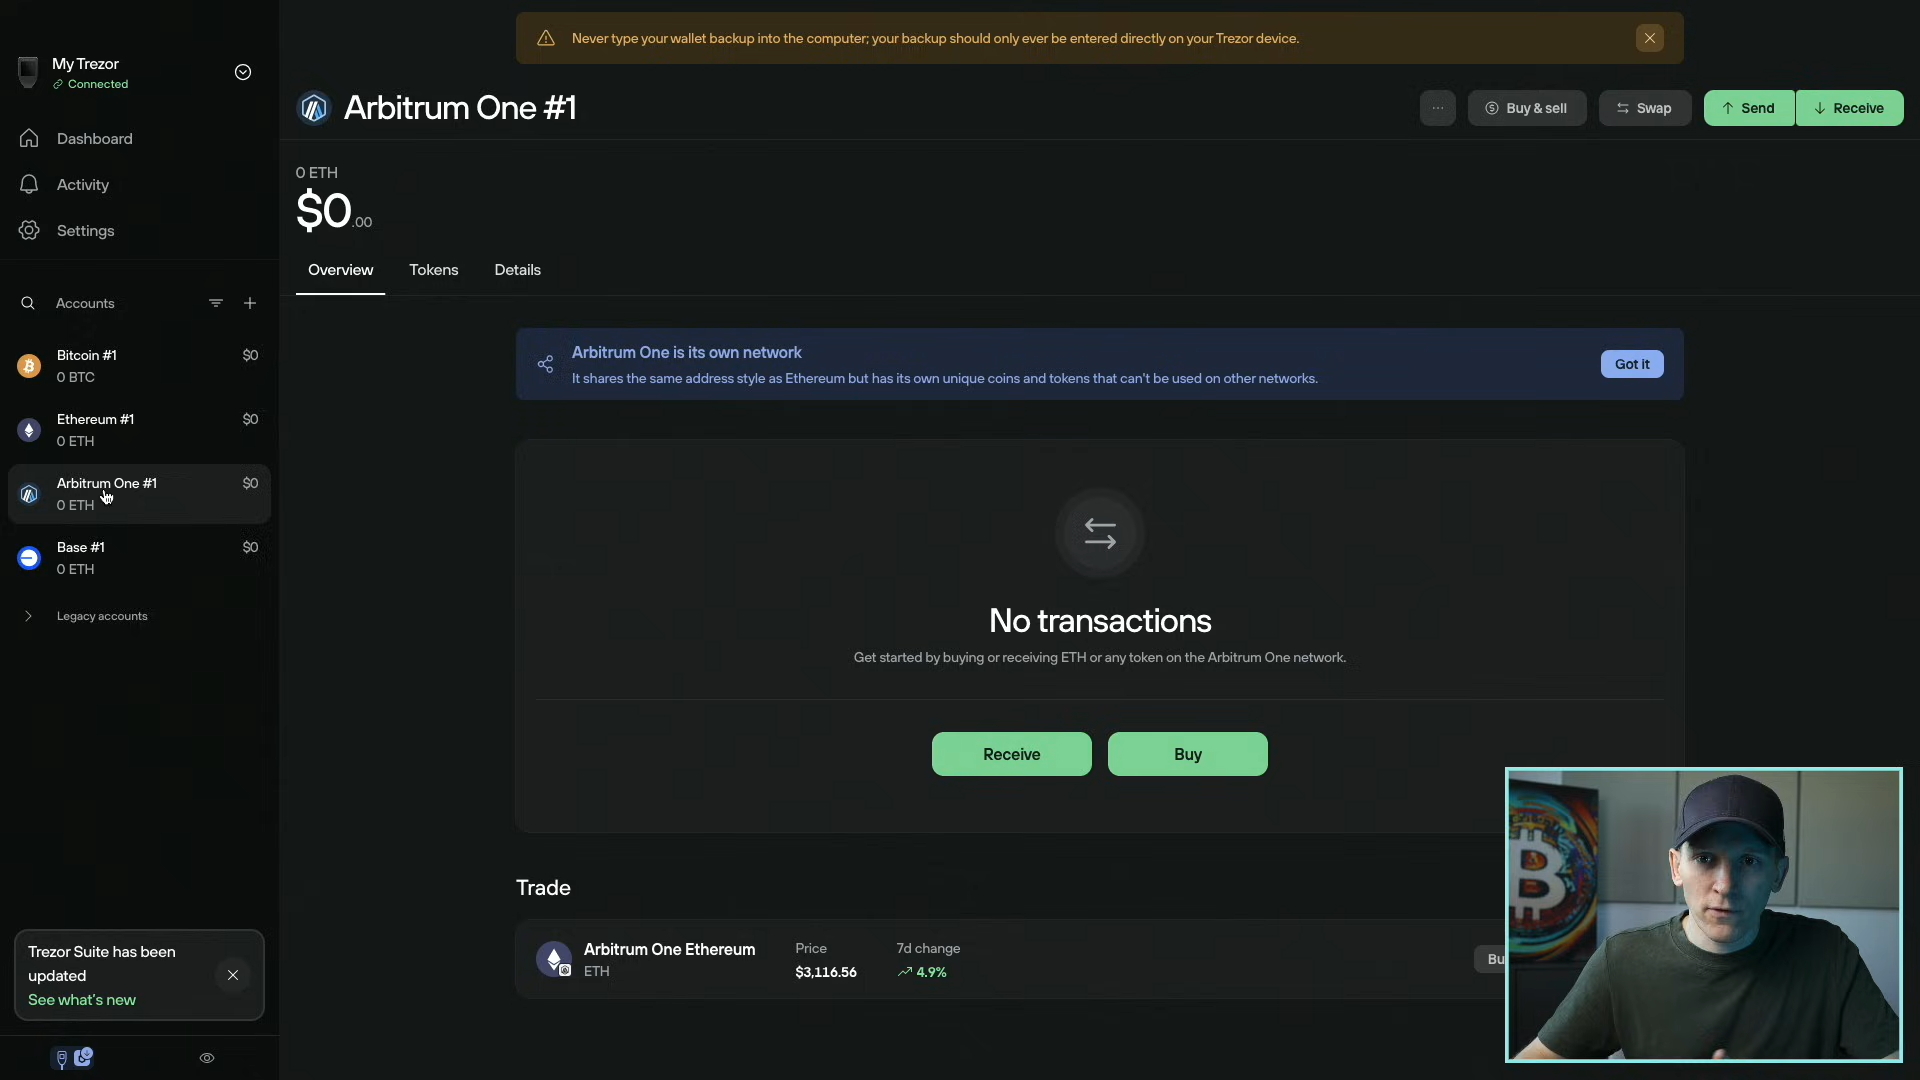 Never type your wallet backup into the computer; your backup should only ever be entered directly on your Trezor device.
My Trezor
Connected
Dashboard
Activity
Settings
Accounts
Bitcoin #1 $0
0 BTC
Ethereum #1 $0
0 ETH
Arbitrum One #1 $0
0 ETH
Base #1 $0
0 ETH
Legacy accounts
Trezor Suite has been
updated
See what's new
Arbitrum One #1
Buy & sell
Swap
Send
Receive
0 ETH
$0.00
Overview Tokens Details
Arbitrum One is its own network
It shares the same address style as Ethereum but has its own unique coins and tokens that can't be used on other networks.
Got it
No transactions
Get started by buying or receiving ETH or any token on the Arbitrum One network.
Receive Buy
Trade
Arbitrum One Ethereum
ETH
Price
$3,116.56
7d change
4.9%
Bu